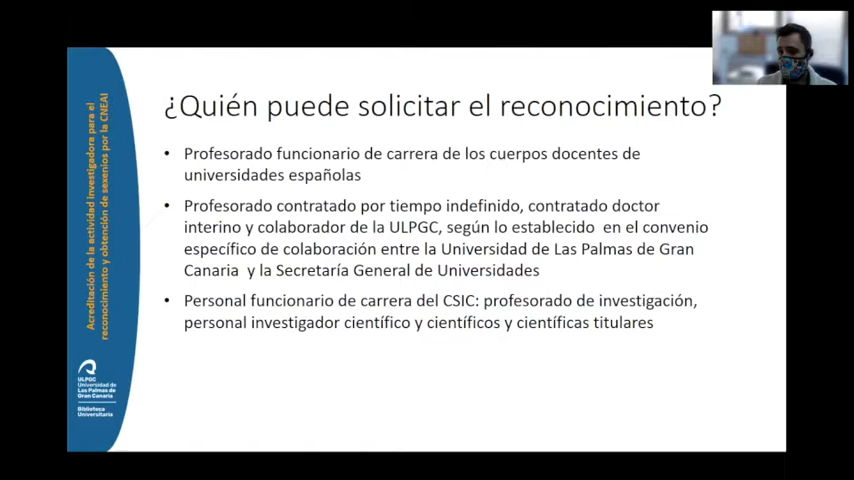 ¿Quién puede solicitar el reconocimiento?
• Profesorado funcionario de carrera de los cuerpos docentes de
universidades españolas
• Profesorado contratado por tiempo indefinido, contratado doctor
interino y colaborador de la ULPGC, según lo establecido en el convenio
específico de colaboración entre la Universidad de Las Palmas de Gran
Canaria y la Secretaría General de Universidades
• Personal funcionario de carrera del CSIC: profesorado de investigación,
personal investigador científico y científicos y científicas titulares
Acreditación de la actividad investigadora para el
reconocimiento y obtención de sexenios por la CNEAI
ULPGC
Universidad de
Las Palmas de
Gran Canaria
Biblioteca
Universitaria